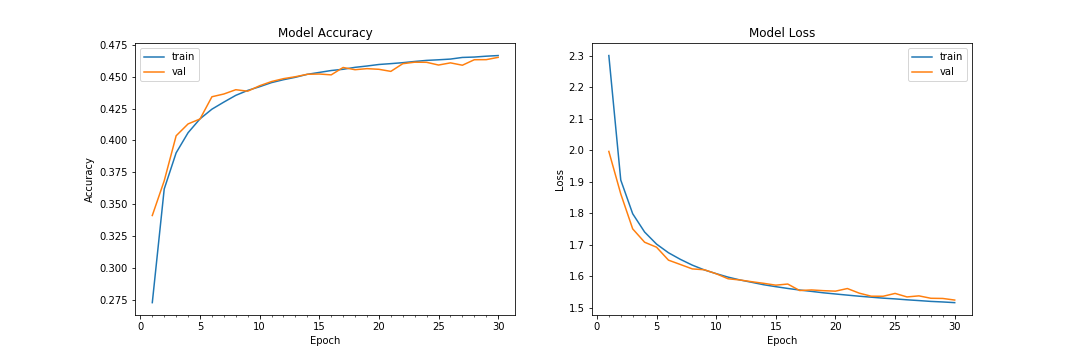 Model Accuracy
0.475
0.450
0.425
0.400
0.375
0.350
0.325
0.300
0.275
Accuracy
train
val
0 5 10 15 20 25 30
Epoch
Model Loss
2.3
2.2
2.1
2.0
1.9
1.8
1.7
1.6
1.5
Loss
train
val
0 5 10 15 20 25 30
Epoch